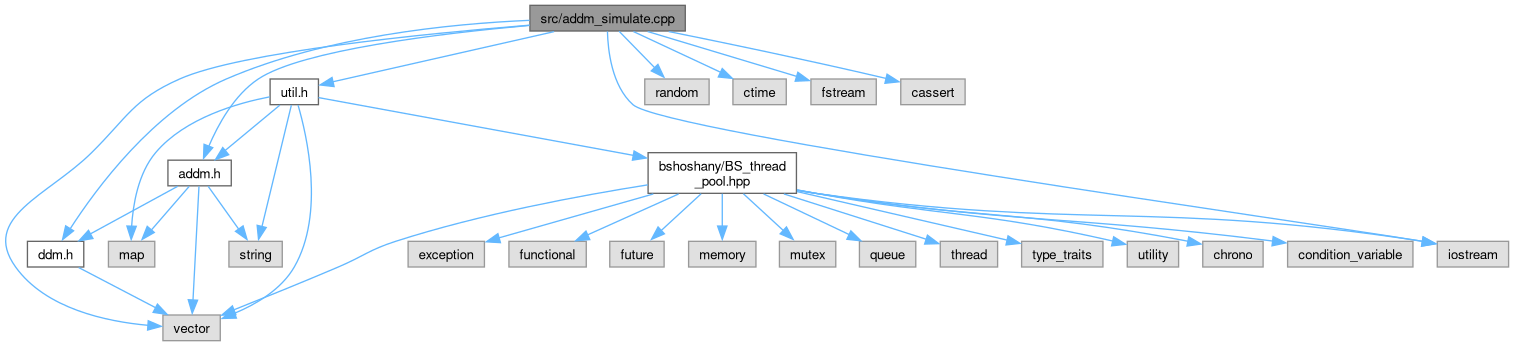 src/addm_simulate.cpp
util.h
random
ctime
fstream
cassert
addm.h
bshoshany/BS_thread
_pool.hpp
ddm.h
map
string
exception
functional
future
memory
mutex
queue
thread
type_traits
utility
chrono
condition_variable
iostream
vector